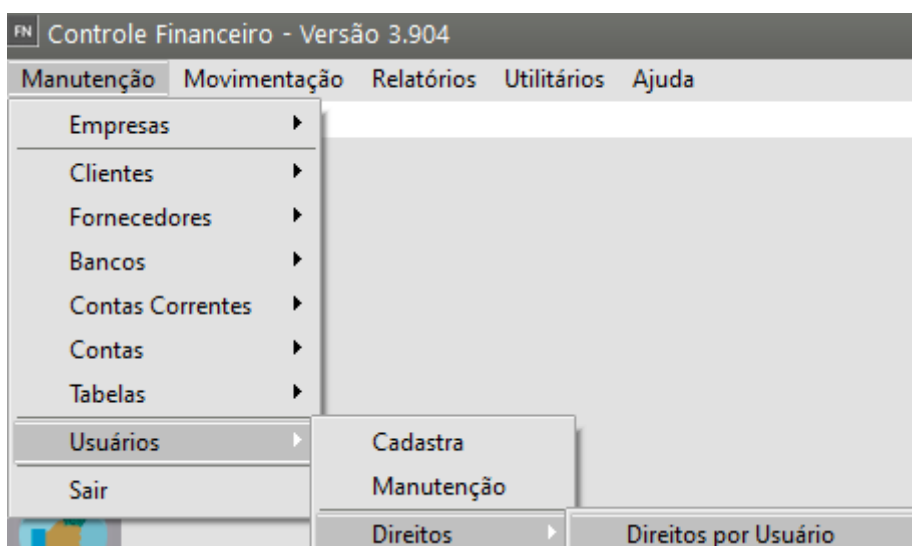 FN Controle Financeiro - Versão 3.904
Manutenção Movimentação Relatórios Utilitários Ajuda
Empresas
Clientes
Fornecedores
Bancos
Contas Correntes
Contas
Tabelas
Usuários
Sair
Cadastra
Manutenção
Direitos
Direitos por Usuário